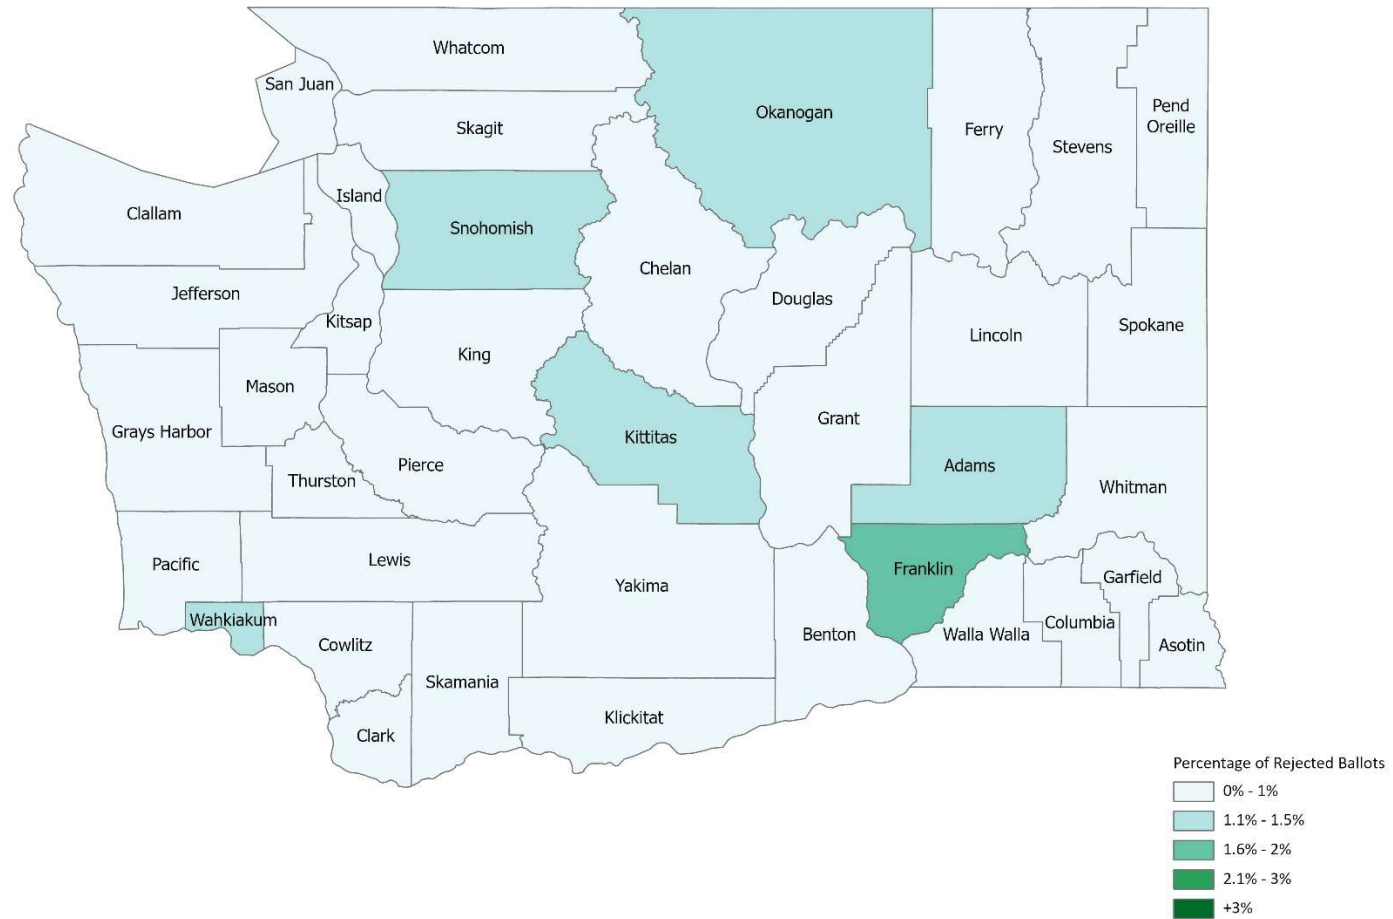 Whatcom
San Juan
Okanogan
Pend
Oreille
Skagit
Ferry
Stevens
Island
Clallam
Snohomish
Chelan
Jefferson
Douglas
Kitsap
Spokane
Lincoln
King
Mason
Grant
Grays Harbor
Kittitas
Pierce
Adams
Thurston
Whitman
Lewis
Pacific
Franklin
Garfield
Yakima
Wahkiakum
Columbia
Benton
Walla Walla
Cowlitz
Asotin
Skamania
Klickitat
Clark
Percentage of Rejected Ballots
0% - 1%
1.1% - 1.5%
1.6% - 2%
2.1% - 3%
+3%